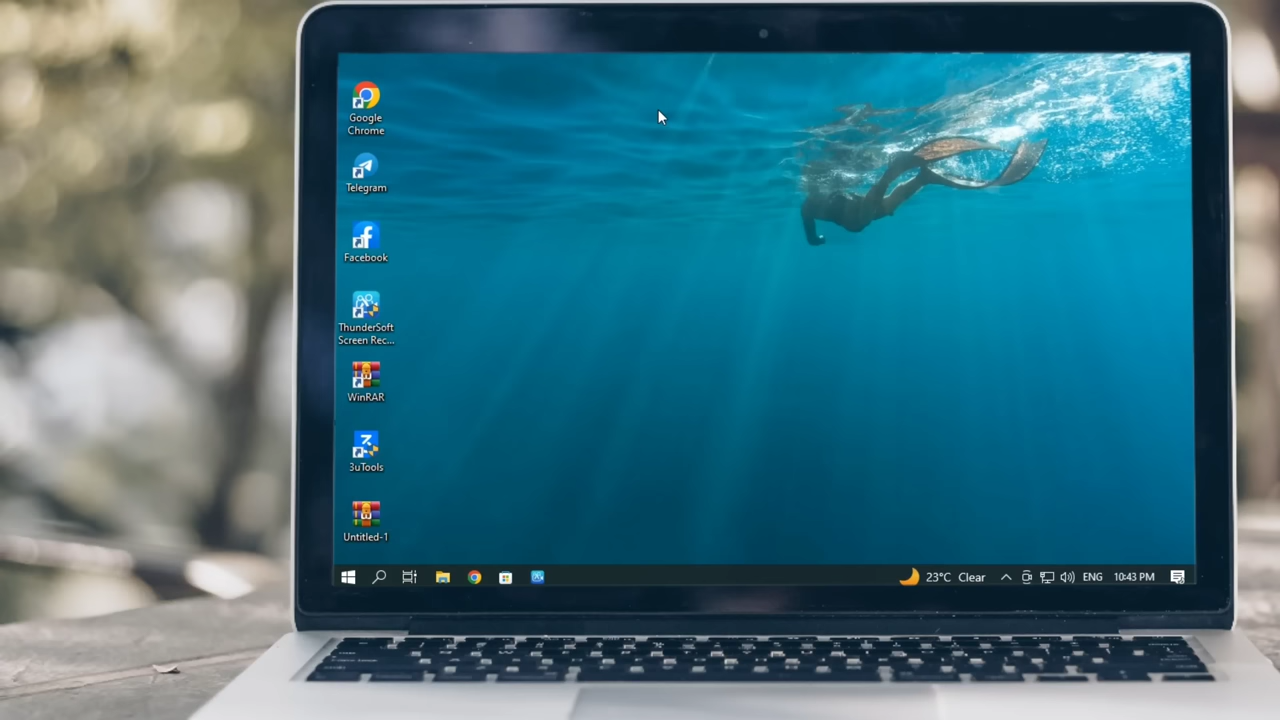 Google
Chrome
Telegram
Facebook
ThunderSoft
Screen Rec...
WinRAR
3uTools
Untitled-1
23°C Clear
ENG
10:43 PM